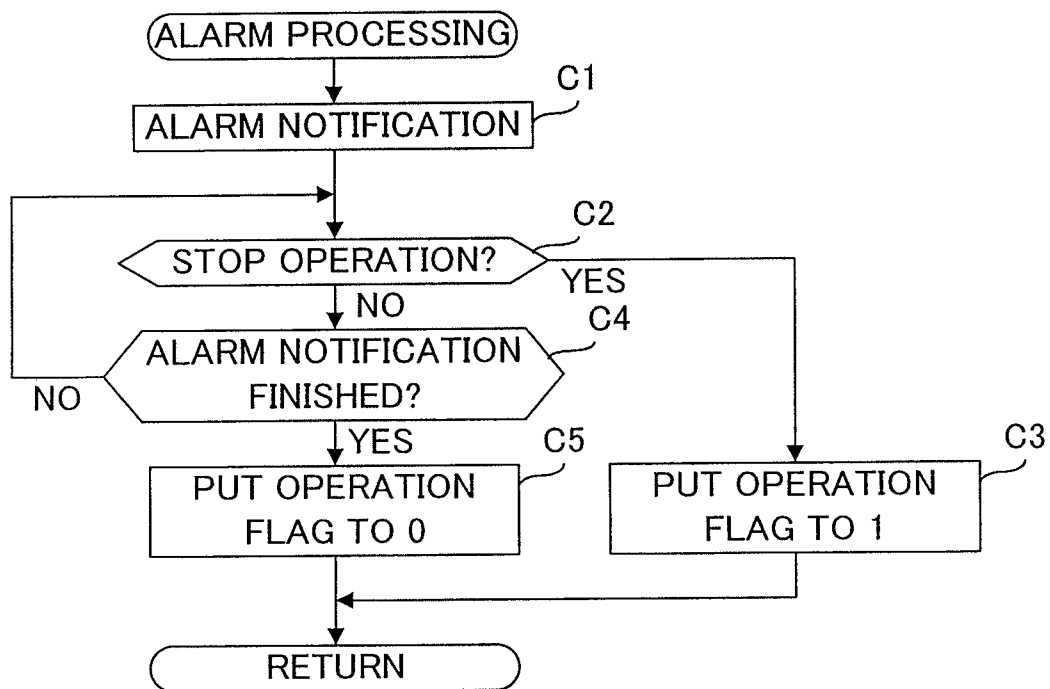 ALARM PROCESSING
C1
ALARM NOTIFICATION
C2
STOP OPERATION?
YES
NO
C4
ALARM NOTIFICATION
FINISHED?
NO
YES
C5
C3
PUT OPERATION
FLAG TO 0
PUT OPERATION
FLAG TO 1
RETURN